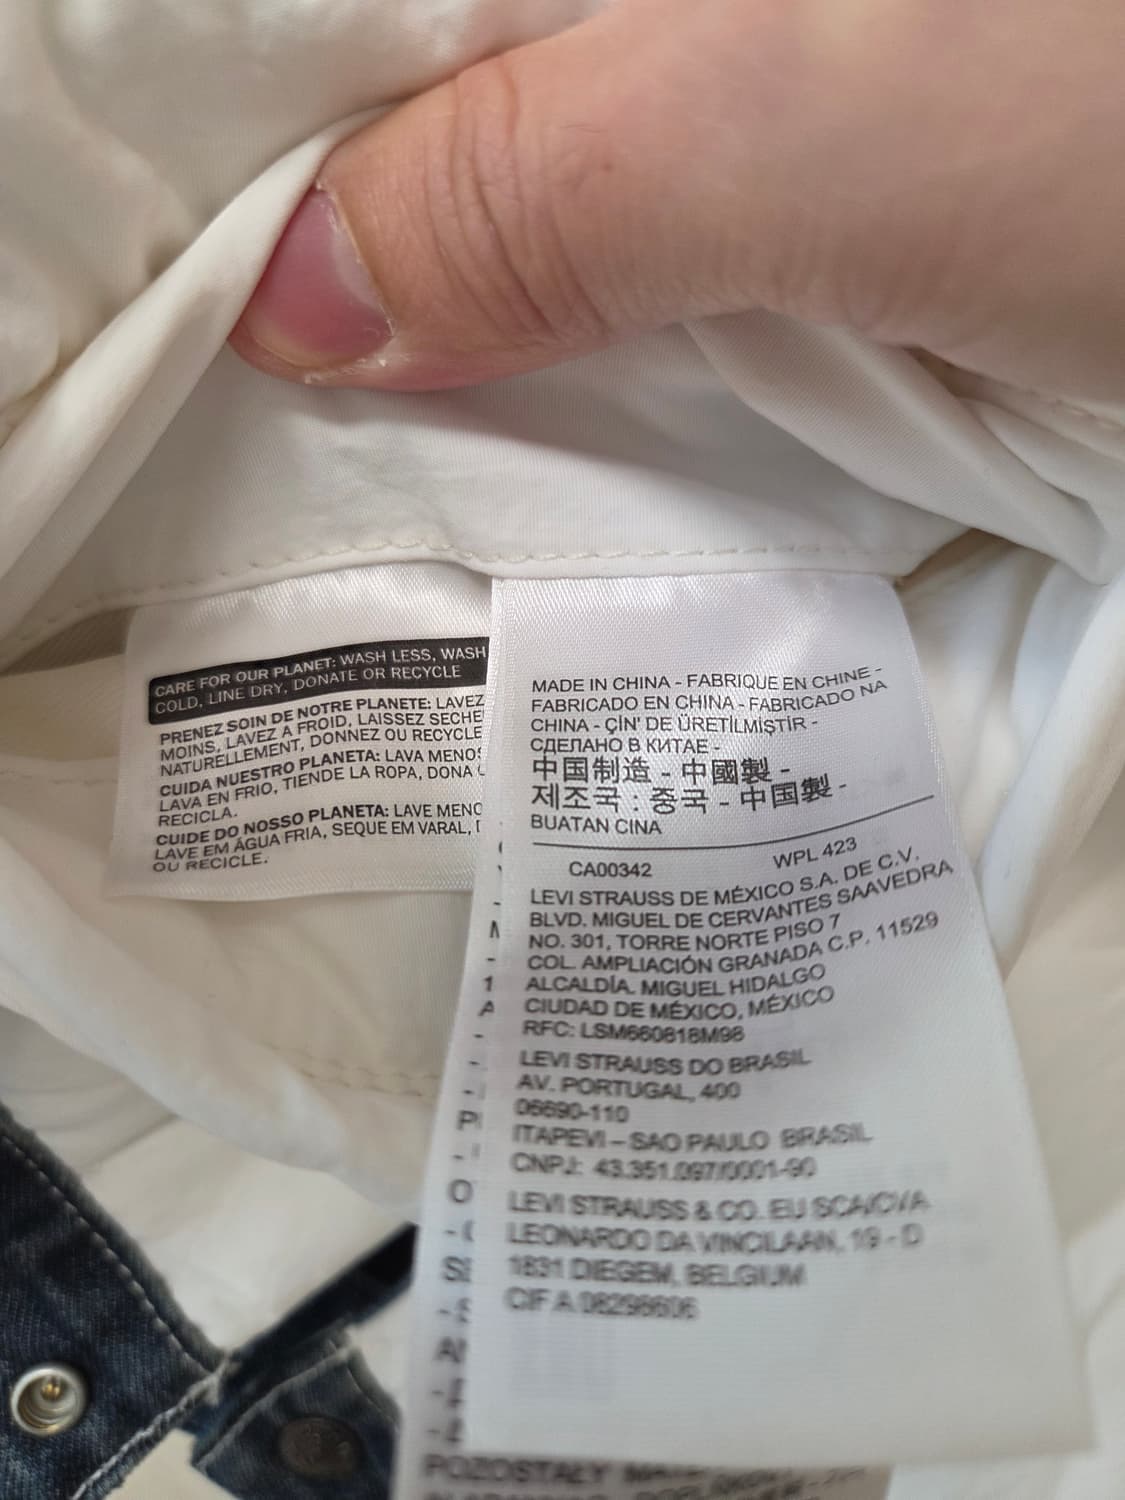 CARE FOR OUR PLANET: WASH LESS, WASH
COLD, LINE DRY, DONATE OR RECYCLE
PRENEZ SOIN DE NOTRE PLANETE: LAVEZ
MOINS, LAVEZ A FROID, LAISSEZ SECHE
NATURELLEMENT, DONNEZ OU RECYCLE
CUIDA NUESTRO PLANETA: LAVA MENOS
LAVA EN FRIO, TIENDE LA ROPA, DONA
RECICLA.
CUIDE DO NOSSO PLANETA: LAVE MENO
LAVE EM ÁGUA FRIA, SEQUE EM VARAL,
OU RECICLE.
MADE IN CHINA - FABRIQUE EN CHINE -
FABRICADO EN CHINA - FABRICADO NA
CHINA - ÇİN' DE ÜRETİLMİŞTİR -
СДЕЛАНО В КИТАЕ -
中国制造 - 中國製 -
제조국 : 중국 - 中国製 -
BUATAN CINA
CA00342 WPL 423
LEVI STRAUSS DE MÉXICO S.A. DE C.V.
BLVD. MIGUEL DE CERVANTES SAAVEDRA
NO. 301, TORRE NORTE PISO 7
COL. AMPLIACIÓN GRANADA C.P. 11529
ALCALDÍA. MIGUEL HIDALGO
CIUDAD DE MÉXICO, MÉXICO
RFC: LSM660818M98
LEVI STRAUSS DO BRASIL
AV. PORTUGAL, 400
06690-110
ITAPEVI – SAO PAULO BRASIL
CNPJ: 43.351.097/0001-90
LEVI STRAUSS & CO. EU SCA/CVA
LEONARDO DA VINCILAAN, 19 - D
1831 DIEGEM, BELGIUM
CIF A 08298606
POZOSTAŁY